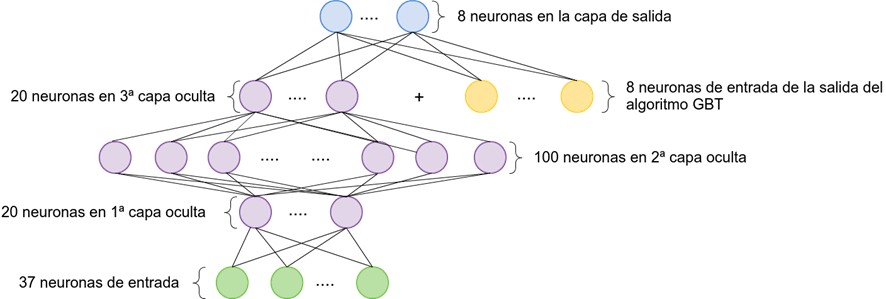 8 neuronas en la capa de salida
20 neuronas en 3ª capa oculta
+
8 neuronas de entrada de la salida del
algoritmo GBT
100 neuronas en 2ª capa oculta
20 neuronas en 1ª capa oculta
37 neuronas de entrada